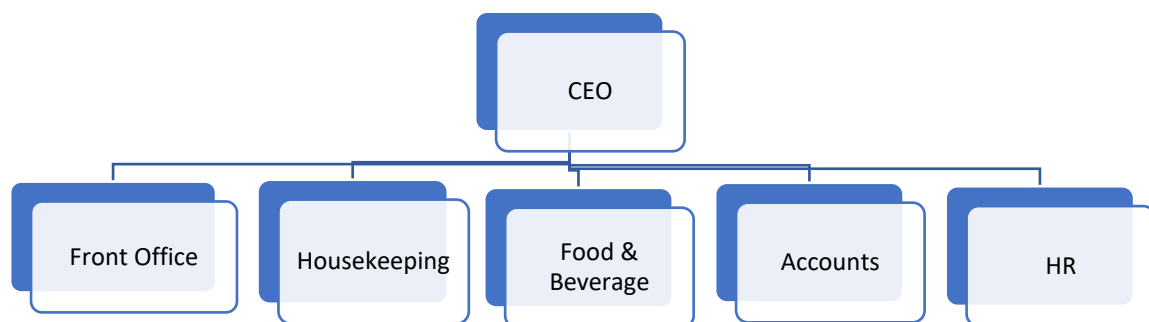 CEO
Front Office
Housekeeping
Food &
Beverage
Accounts
HR